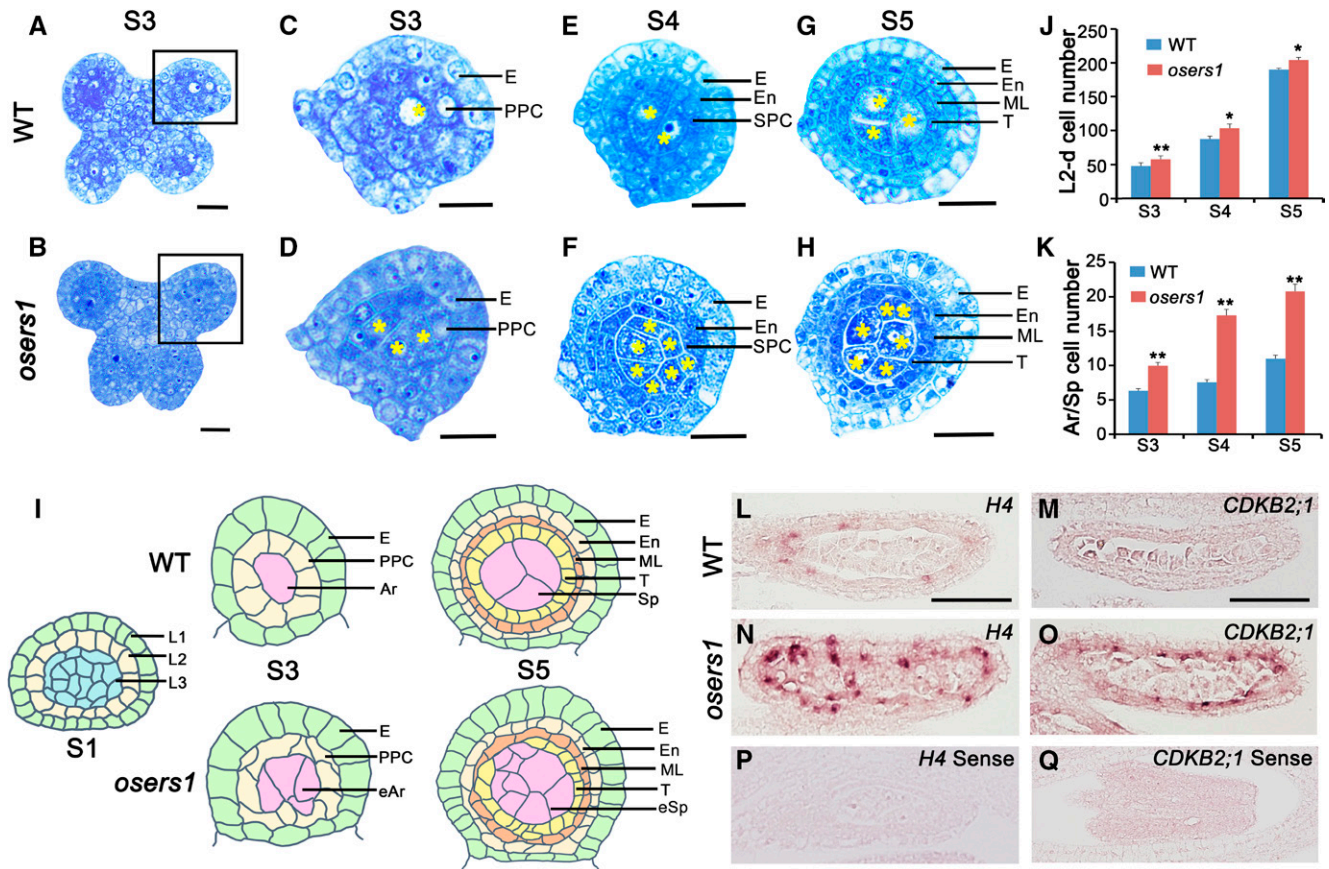 S3
S4
S5
WT
osers1
A
B
C
E
PPC
D
E
PPC
E
E
En
SPC
F
E
En
SPC
G
E
En
ML
T
H
E
En
ML
T
J
L2-d cell number
250
200
150
100
50
0
WT
osers1
**
*
*
S3 S4 S5
K
Ar/Sp cell number
25
20
15
10
5
0
WT
osers1
**
**
**
S3 S4 S5
I
L1
L2
L3
S1
WT
E
PPC
Ar
E
En
ML
T
Sp
S3
S5
osers1
E
PPC
eAr
E
En
ML
T
eSp
WT
L H4
M CDKB2;1
osers1
N H4
O CDKB2;1
P H4 Sense
Q CDKB2;1 Sense